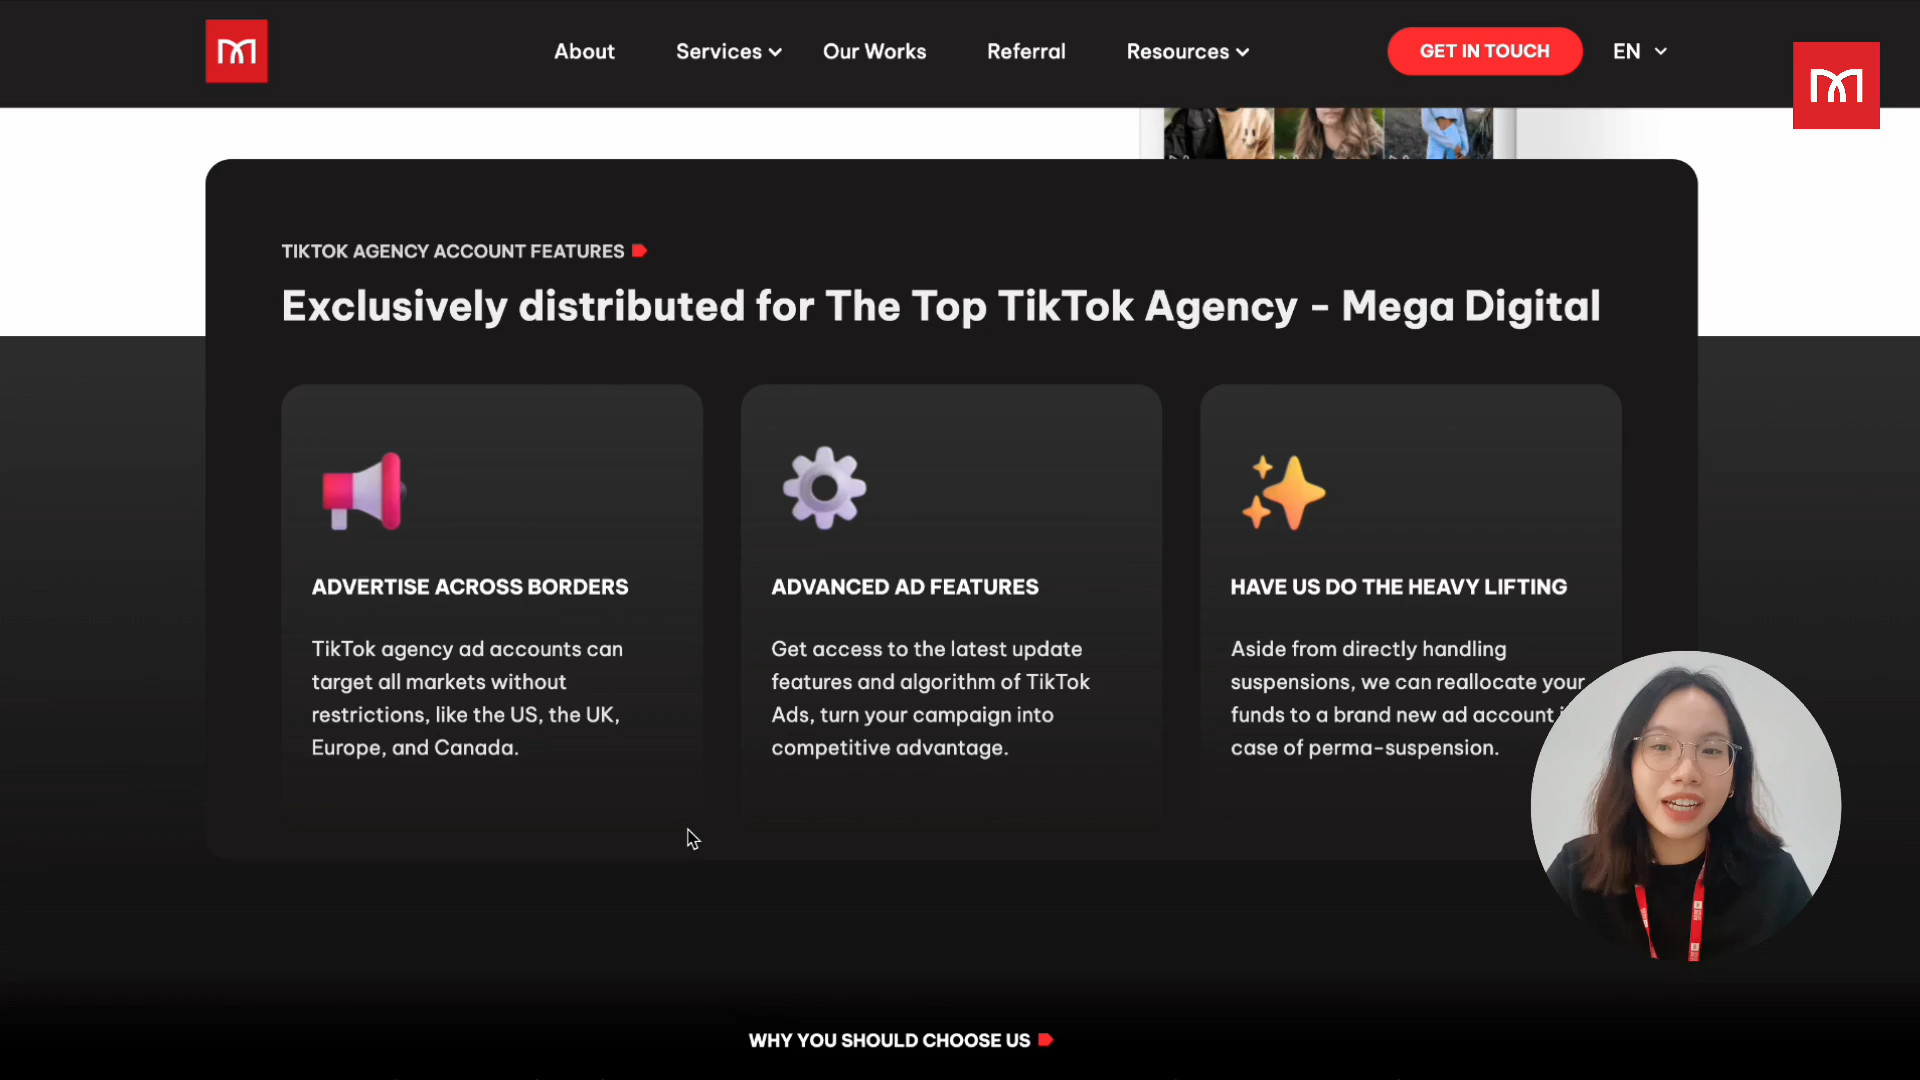 About
Services
Our Works
Referral
Resources
GET IN TOUCH
EN
TIKTOK AGENCY ACCOUNT FEATURES
Exclusively distributed for The Top TikTok Agency - Mega Digital
ADVERTISE ACROSS BORDERS
TikTok agency ad accounts can
target all markets without
restrictions, like the US, the UK,
Europe, and Canada.
ADVANCED AD FEATURES
Get access to the latest update
features and algorithm of TikTok
Ads, turn your campaign into
competitive advantage.
HAVE US DO THE HEAVY LIFTING
Aside from directly handling
suspensions, we can reallocate your
funds to a brand new ad account
case of perma-suspension.
WHY YOU SHOULD CHOOSE US